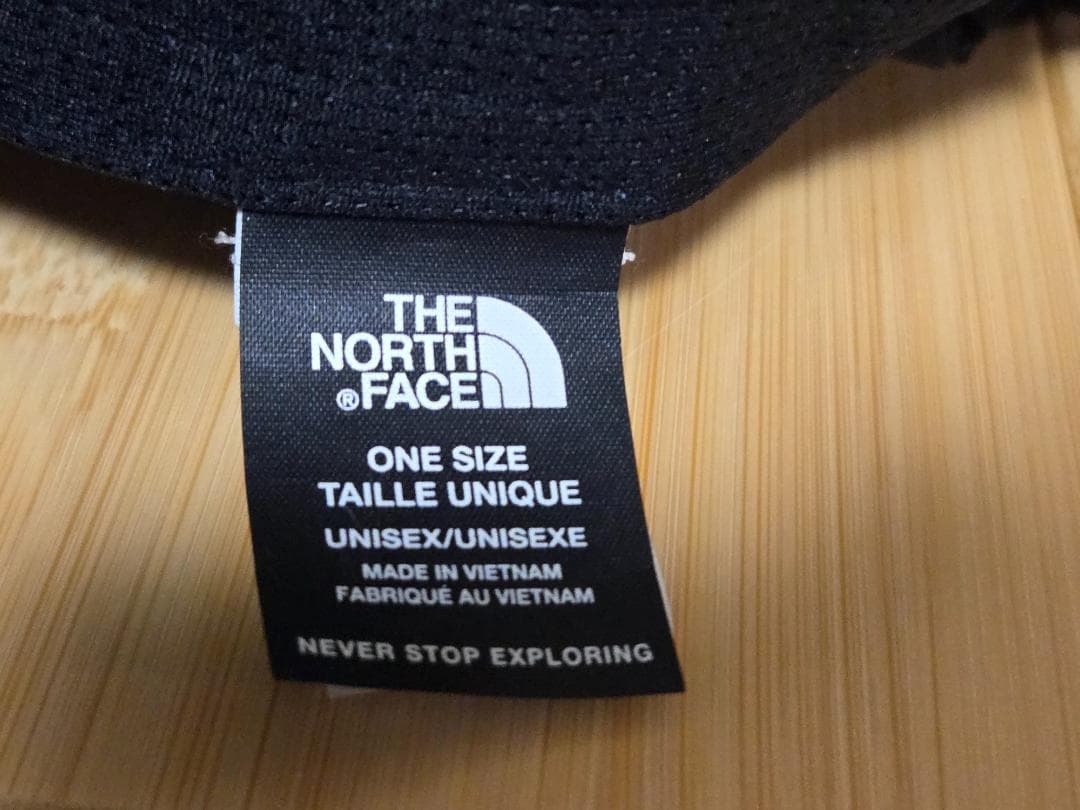 THE
NORTH
®FACE
ONE SIZE
TAILLE UNIQUE
UNISEX/UNISEXE
MADE IN VIETNAM
FABRIQUÉ AU VIETNAM
NEVER STOP EXPLORING